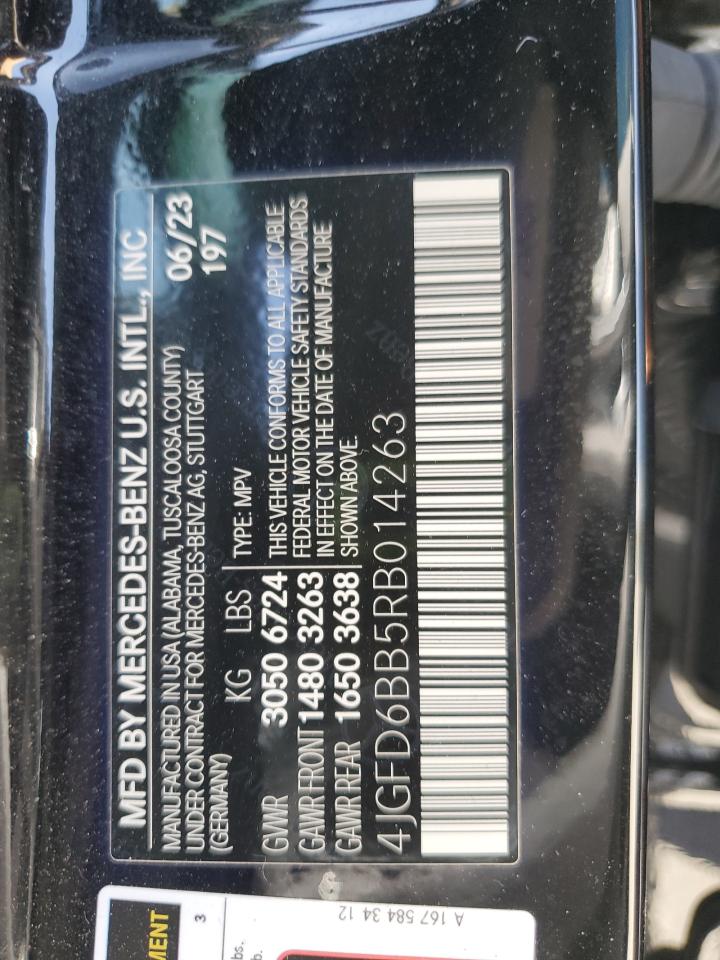 MFD BY MERCEDES-BENZ U.S. INTL., INC
MANUFACTURED IN USA (ALABAMA, TUSCALOOSA COUNTY)
UNDER CONTRACT FOR MERCEDES-BENZ AG, STUTTGART
(GERMANY)
06/23
197
KG LBS
GVWR 3050 6724
GAWR FRONT 1480 3263
GAWR REAR 1650 3638
TYPE: MPV
THIS VEHICLE CONFORMS TO ALL APPLICABLE
FEDERAL MOTOR VEHICLE SAFETY STANDARDS
IN EFFECT ON THE DATE OF MANUFACTURE
SHOWN ABOVE.
4JGFD6BB5RB014263
3
A 167 584 34 12